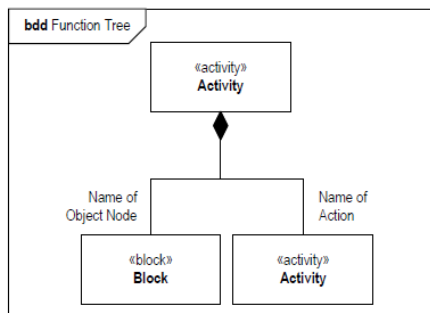 bdd Function Tree
«activity»
Activity
Name of
Object Node
Name of
Action
«block»
Block
«activity»
Activity